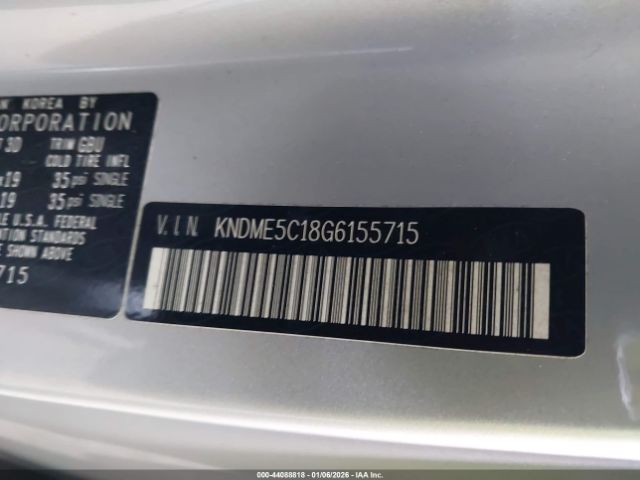 N KOREA BY
ORPORATION
T 3D TRIM GBU
COLD TIRE INFL
x19 35 psi SINGLE
19 35 psi SINGLE
LE U.S.A. FEDERAL
NTION STANDARDS
E SHOWN ABOVE
715
V.I.N. KNDME5C18G6155715
000-44088818 - 01/06/2026 - IAA Inc.